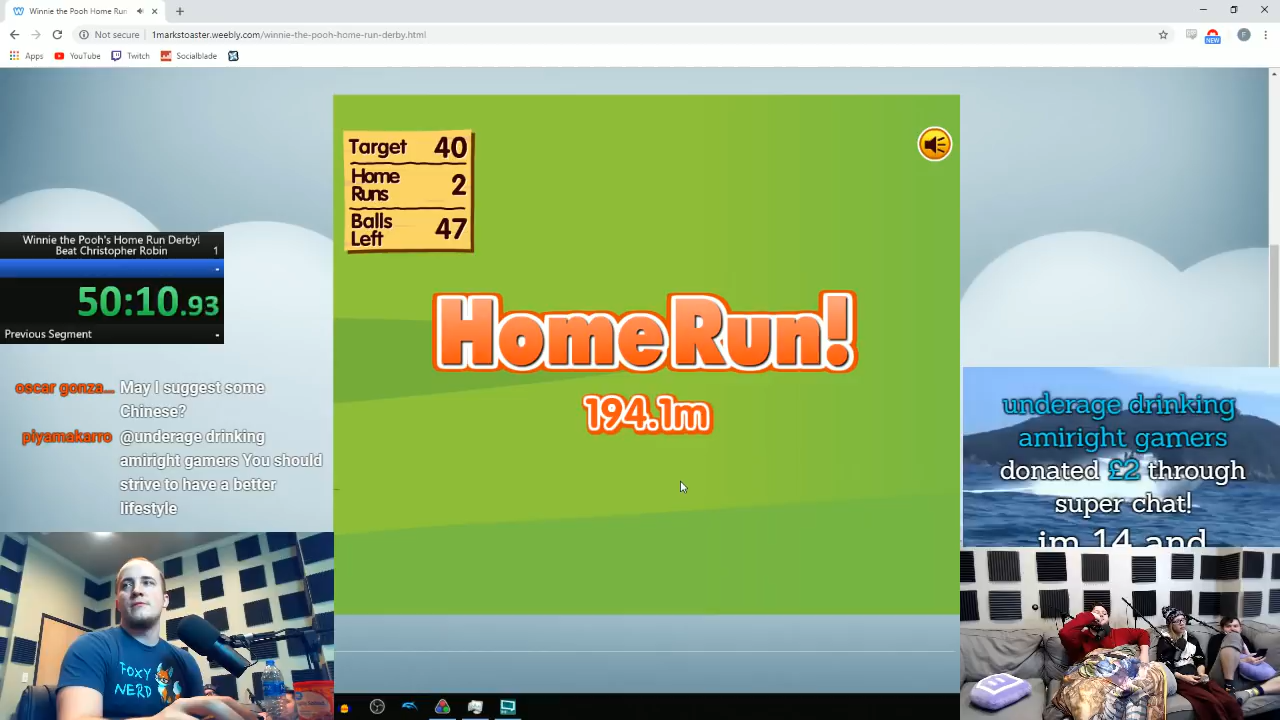 Winnie the Pooh Home Run
Not secure
1markstoaster.weebly.com/winnie-the-pooh-home-run-derby.html
NEW
F
Apps
YouTube
Twitch
Socialblade
Target 40
Home Runs 2
Balls Left 47
Winnie the Pooh's Home Run Derby!
Beat Christopher Robin 1
-
50:10.93
Previous Segment -
Home Run!
194.1m
oscar gonza... May I suggest some
Chinese?
piyamakarro @underage drinking
amiright gamers You should
strive to have a better
lifestyle
underage drinking
amiright gamers
donated £2 through
super chat!
im 14 and
FOXY
NERD